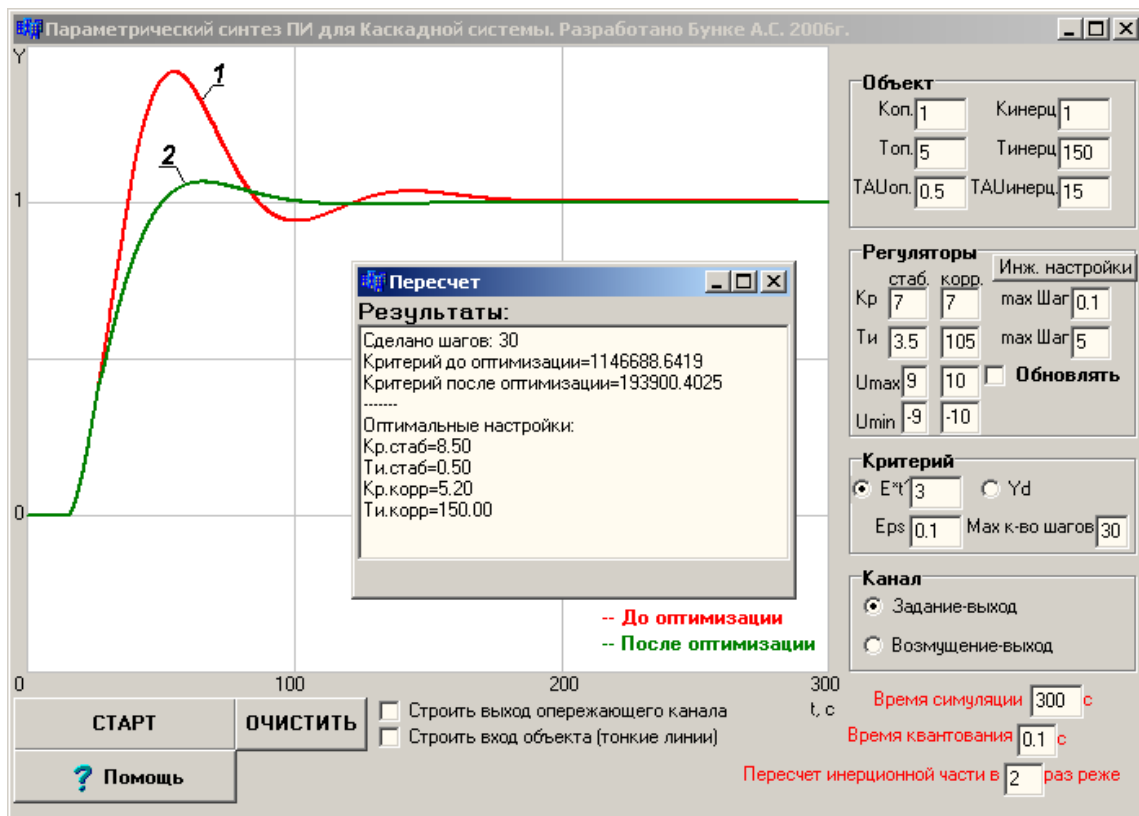 Параметрический синтез ПИ для Каскадной системы. Разработано Бунке А.С. 2006г.
Y
1
2
1
0
0
100
200
300
t, c
-- До оптимизации
-- После оптимизации
Пересчет
Результаты:
Сделано шагов: 30
Критерий до оптимизации=1146688.6419
Критерий после оптимизации=193900.4025
-------
Оптимальные настройки:
Кр.стаб=8.50
Ти.стаб=0.50
Кр.корр=5.20
Ти.корр=150.00
Объект
Коп. 1 Кинерц 1
Топ. 5 Тинерц 150
TAUоп. 0.5 TAUинерц. 15
Регуляторы
Инж. настройки
стаб. корр.
Кр 7 7 max Шаг 0.1
Ти 3.5 105 max Шаг 5
Umax 9 10 Обновлять
Umin -9 -10
Критерий
E*t^ 3 Yd
Eps 0.1 Max к-во шагов 30
Канал
Задание-выход
Возмущение-выход
Время симуляции 300 с
Время квантования 0.1 с
Пересчет инерционной части в 2 раз реже
СТАРТ
ОЧИСТИТЬ
Строить выход опережающего канала
Строить вход объекта (тонкие линии)
? Помощь